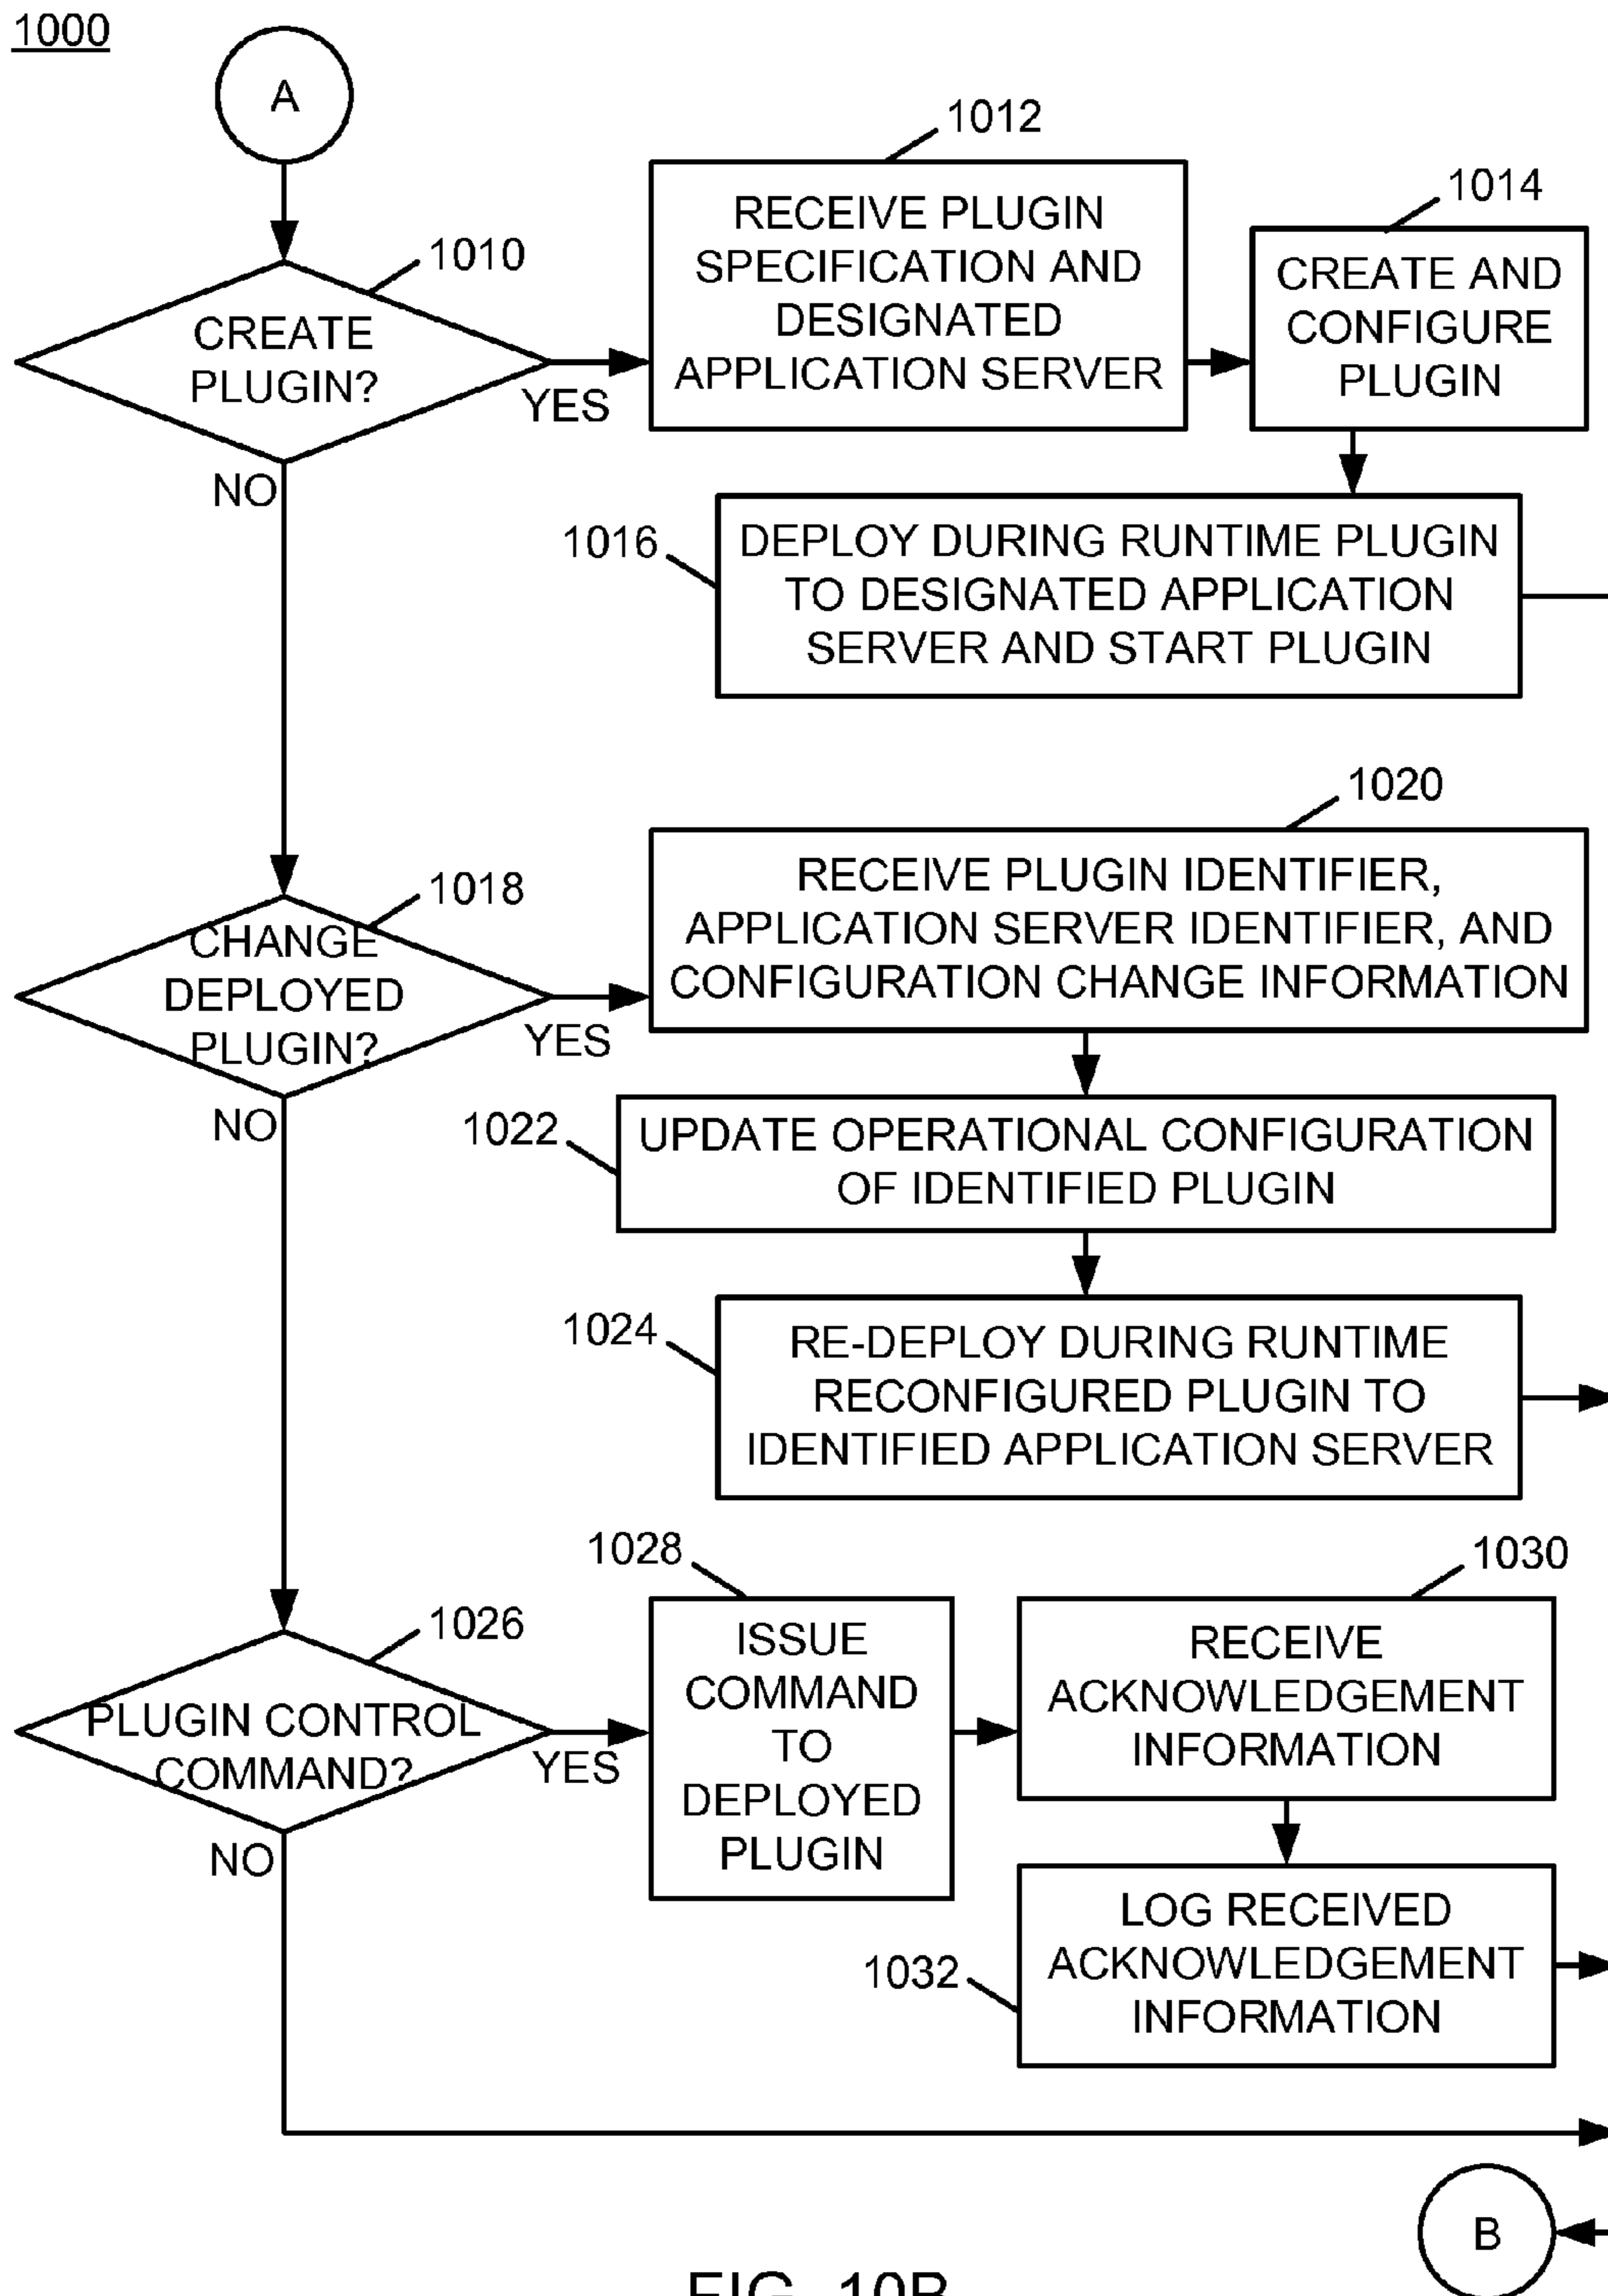 1000
A
1012
RECEIVE PLUGIN
SPECIFICATION AND
DESIGNATED
APPLICATION SERVER
1014
CREATE AND
CONFIGURE
PLUGIN
1010
CREATE
PLUGIN?
YES
NO
1016
DEPLOY DURING RUNTIME PLUGIN
TO DESIGNATED APPLICATION
SERVER AND START PLUGIN
1020
RECEIVE PLUGIN IDENTIFIER,
APPLICATION SERVER IDENTIFIER, AND
CONFIGURATION CHANGE INFORMATION
1018
CHANGE
DEPLOYED
PLUGIN?
YES
NO
1022
UPDATE OPERATIONAL CONFIGURATION
OF IDENTIFIED PLUGIN
1024
RE-DEPLOY DURING RUNTIME
RECONFIGURED PLUGIN TO
IDENTIFIED APPLICATION SERVER
1028
ISSUE
COMMAND
TO
DEPLOYED
PLUGIN
1030
RECEIVE
ACKNOWLEDGEMENT
INFORMATION
1026
PLUGIN CONTROL
COMMAND?
YES
NO
1032
LOG RECEIVED
ACKNOWLEDGEMENT
INFORMATION
B
FIG. 10B